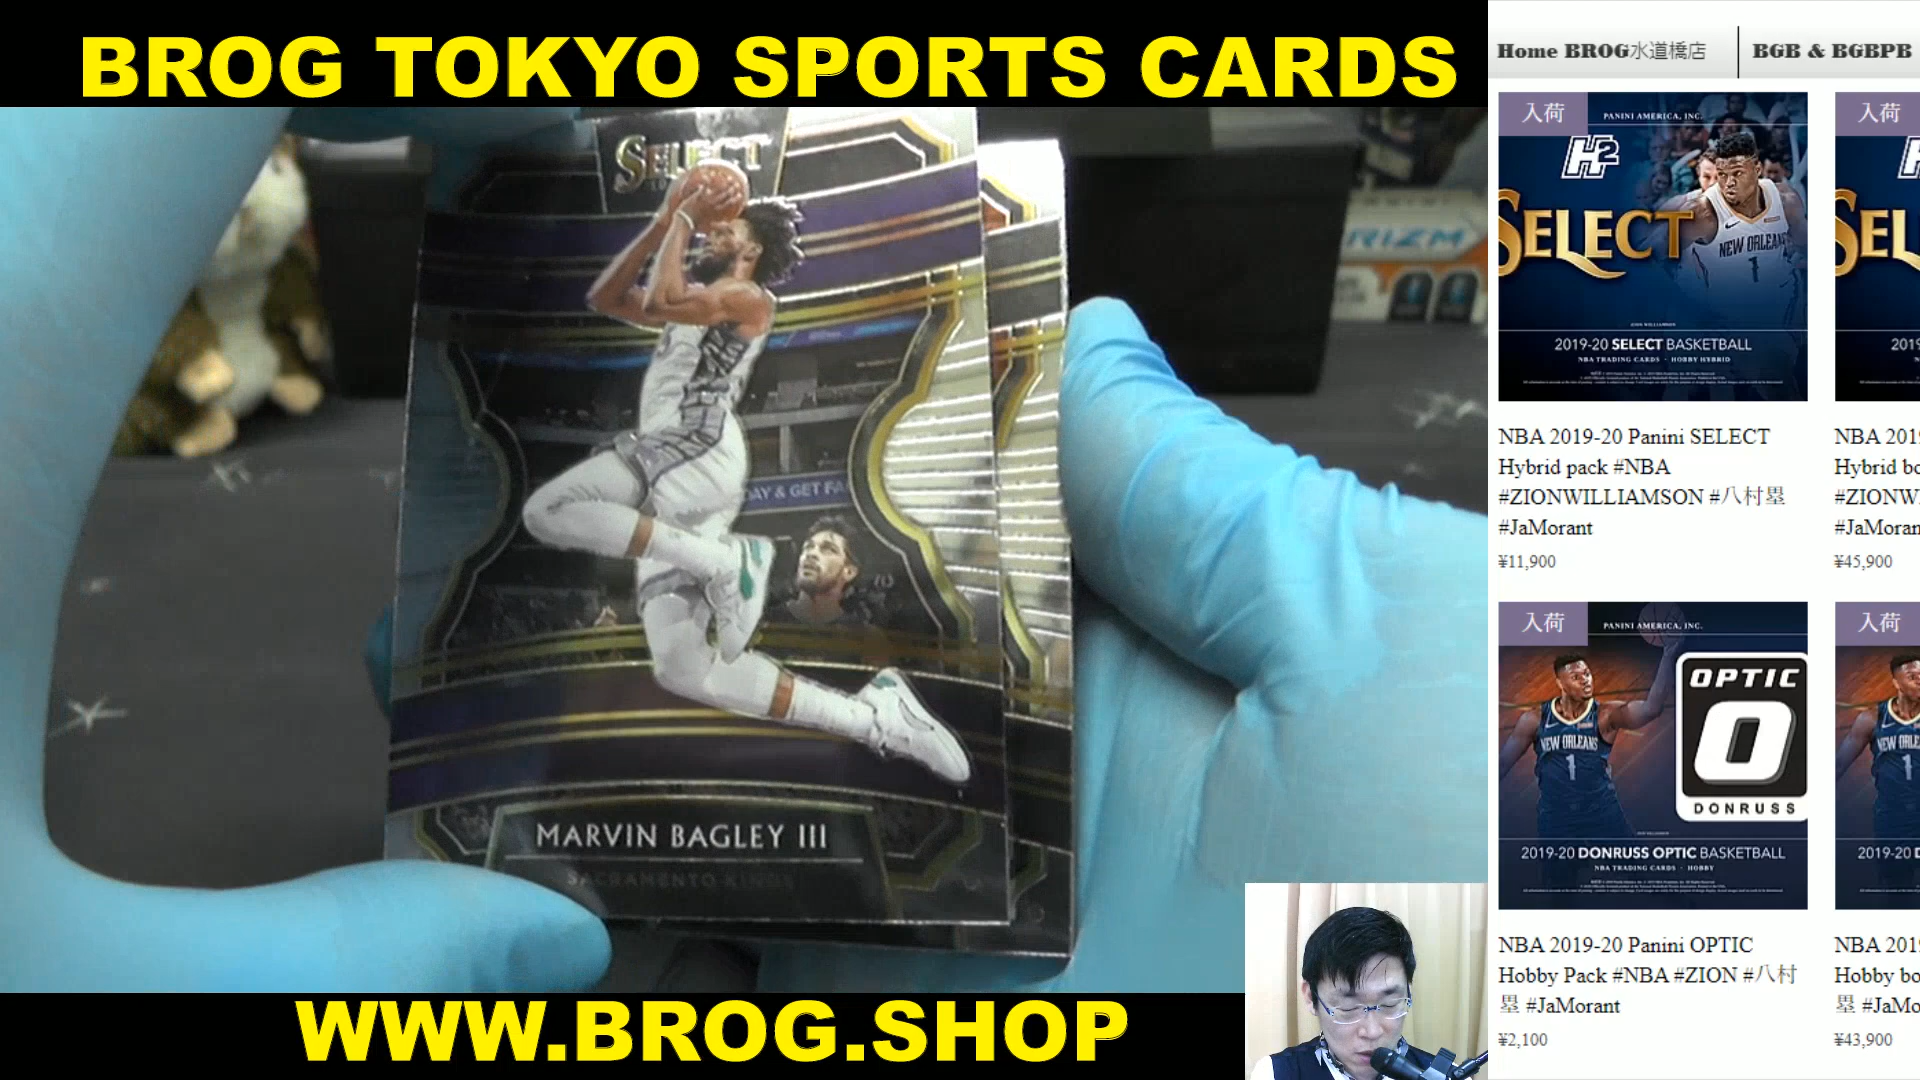 BROG TOKYO SPORTS CARDS
SELECT
DAY & GET FA
MARVIN BAGLEY III
SACRAMENTO KINGS
PRIZM
WWW.BROG.SHOP
Home BROG水道橋店
BGB & BGBPB
入荷
PANINI AMERICA, INC.
H2
SELECT
NEW ORLEANS
1
2019-20 SELECT BASKETBALL
NBA TRADING CARDS · HOBBY HYBRID
NBA 2019-20 Panini SELECT
Hybrid pack #NBA
#ZIONWILLIAMSON #八村塁
#JaMorant
¥11,900
入荷
SEL
2019
NBA 2019
Hybrid bo
#ZIONW
#JaMoran
¥45,900
入荷
PANINI AMERICA, INC.
OPTIC
O
DONRUSS
NEW ORLEANS
1
2019-20 DONRUSS OPTIC BASKETBALL
NBA TRADING CARDS · HOBBY
NBA 2019-20 Panini OPTIC
Hobby Pack #NBA #ZION #八村
塁 #JaMorant
¥2,100
入荷
NEW ORLEANS
1
2019-20 D
NBA 2019
Hobby bo
塁 #JaMo
¥43,900